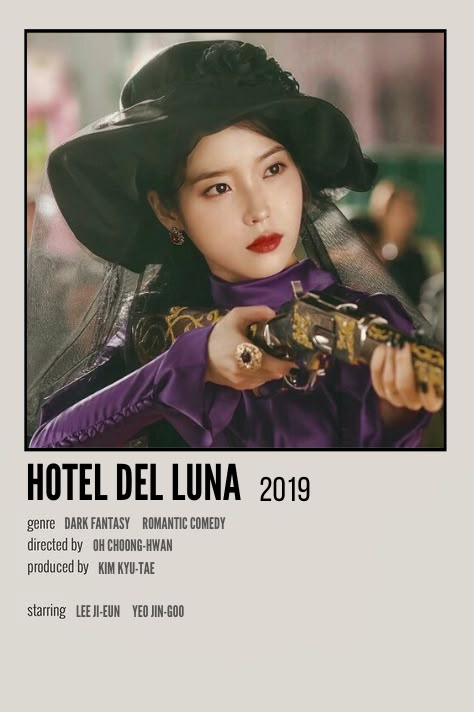 HOTEL DEL LUNA 2019
genre DARK FANTASY ROMANTIC COMEDY
directed by OH CHOONG-HWAN
produced by KIM KYU-TAE
starring LEE JI-EUN YEO JIN-GOO